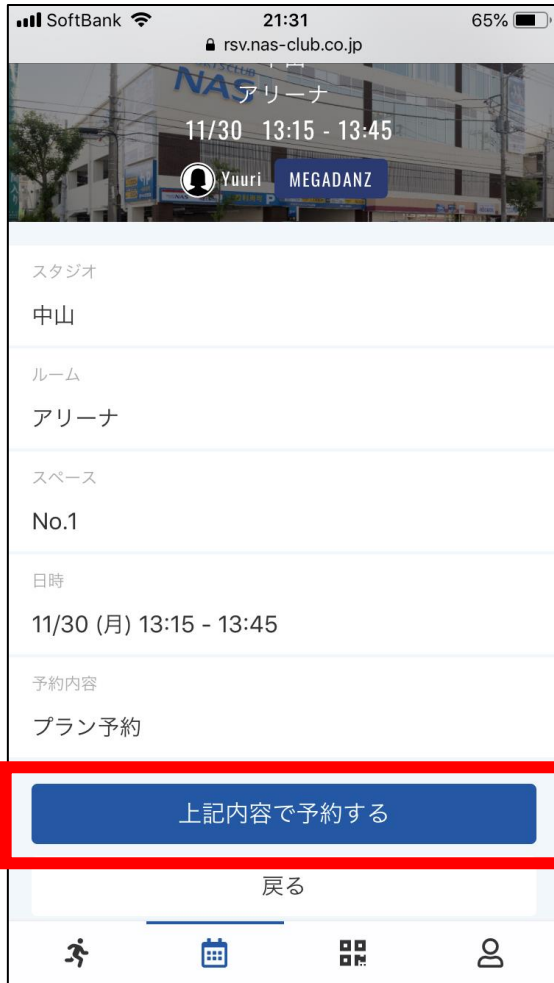 SoftBank 21:31 65%
rsv.nas-club.co.jp
中山
NAS
アリーナ
11/30 13:15 - 13:45
Yuuri MEGADANZ
スタジオ
中山
ルーム
アリーナ
スペース
No.1
日時
11/30 (月) 13:15 - 13:45
予約内容
プラン予約
上記内容で予約する
戻る